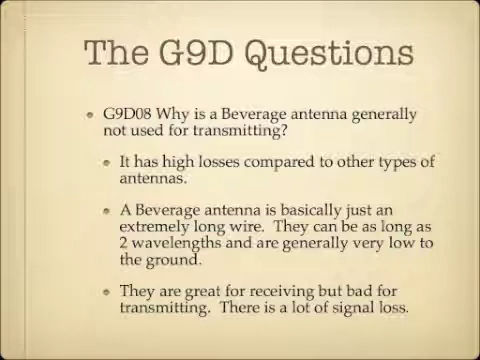 The G9D Questions
G9D08 Why is a Beverage antenna generally
not used for transmitting?
It has high losses compared to other types of
antennas.
A Beverage antenna is basically just an
extremely long wire. They can be as long as
2 wavelengths and are generally very low to
the ground.
They are great for receiving but bad for
transmitting. There is a lot of signal loss.